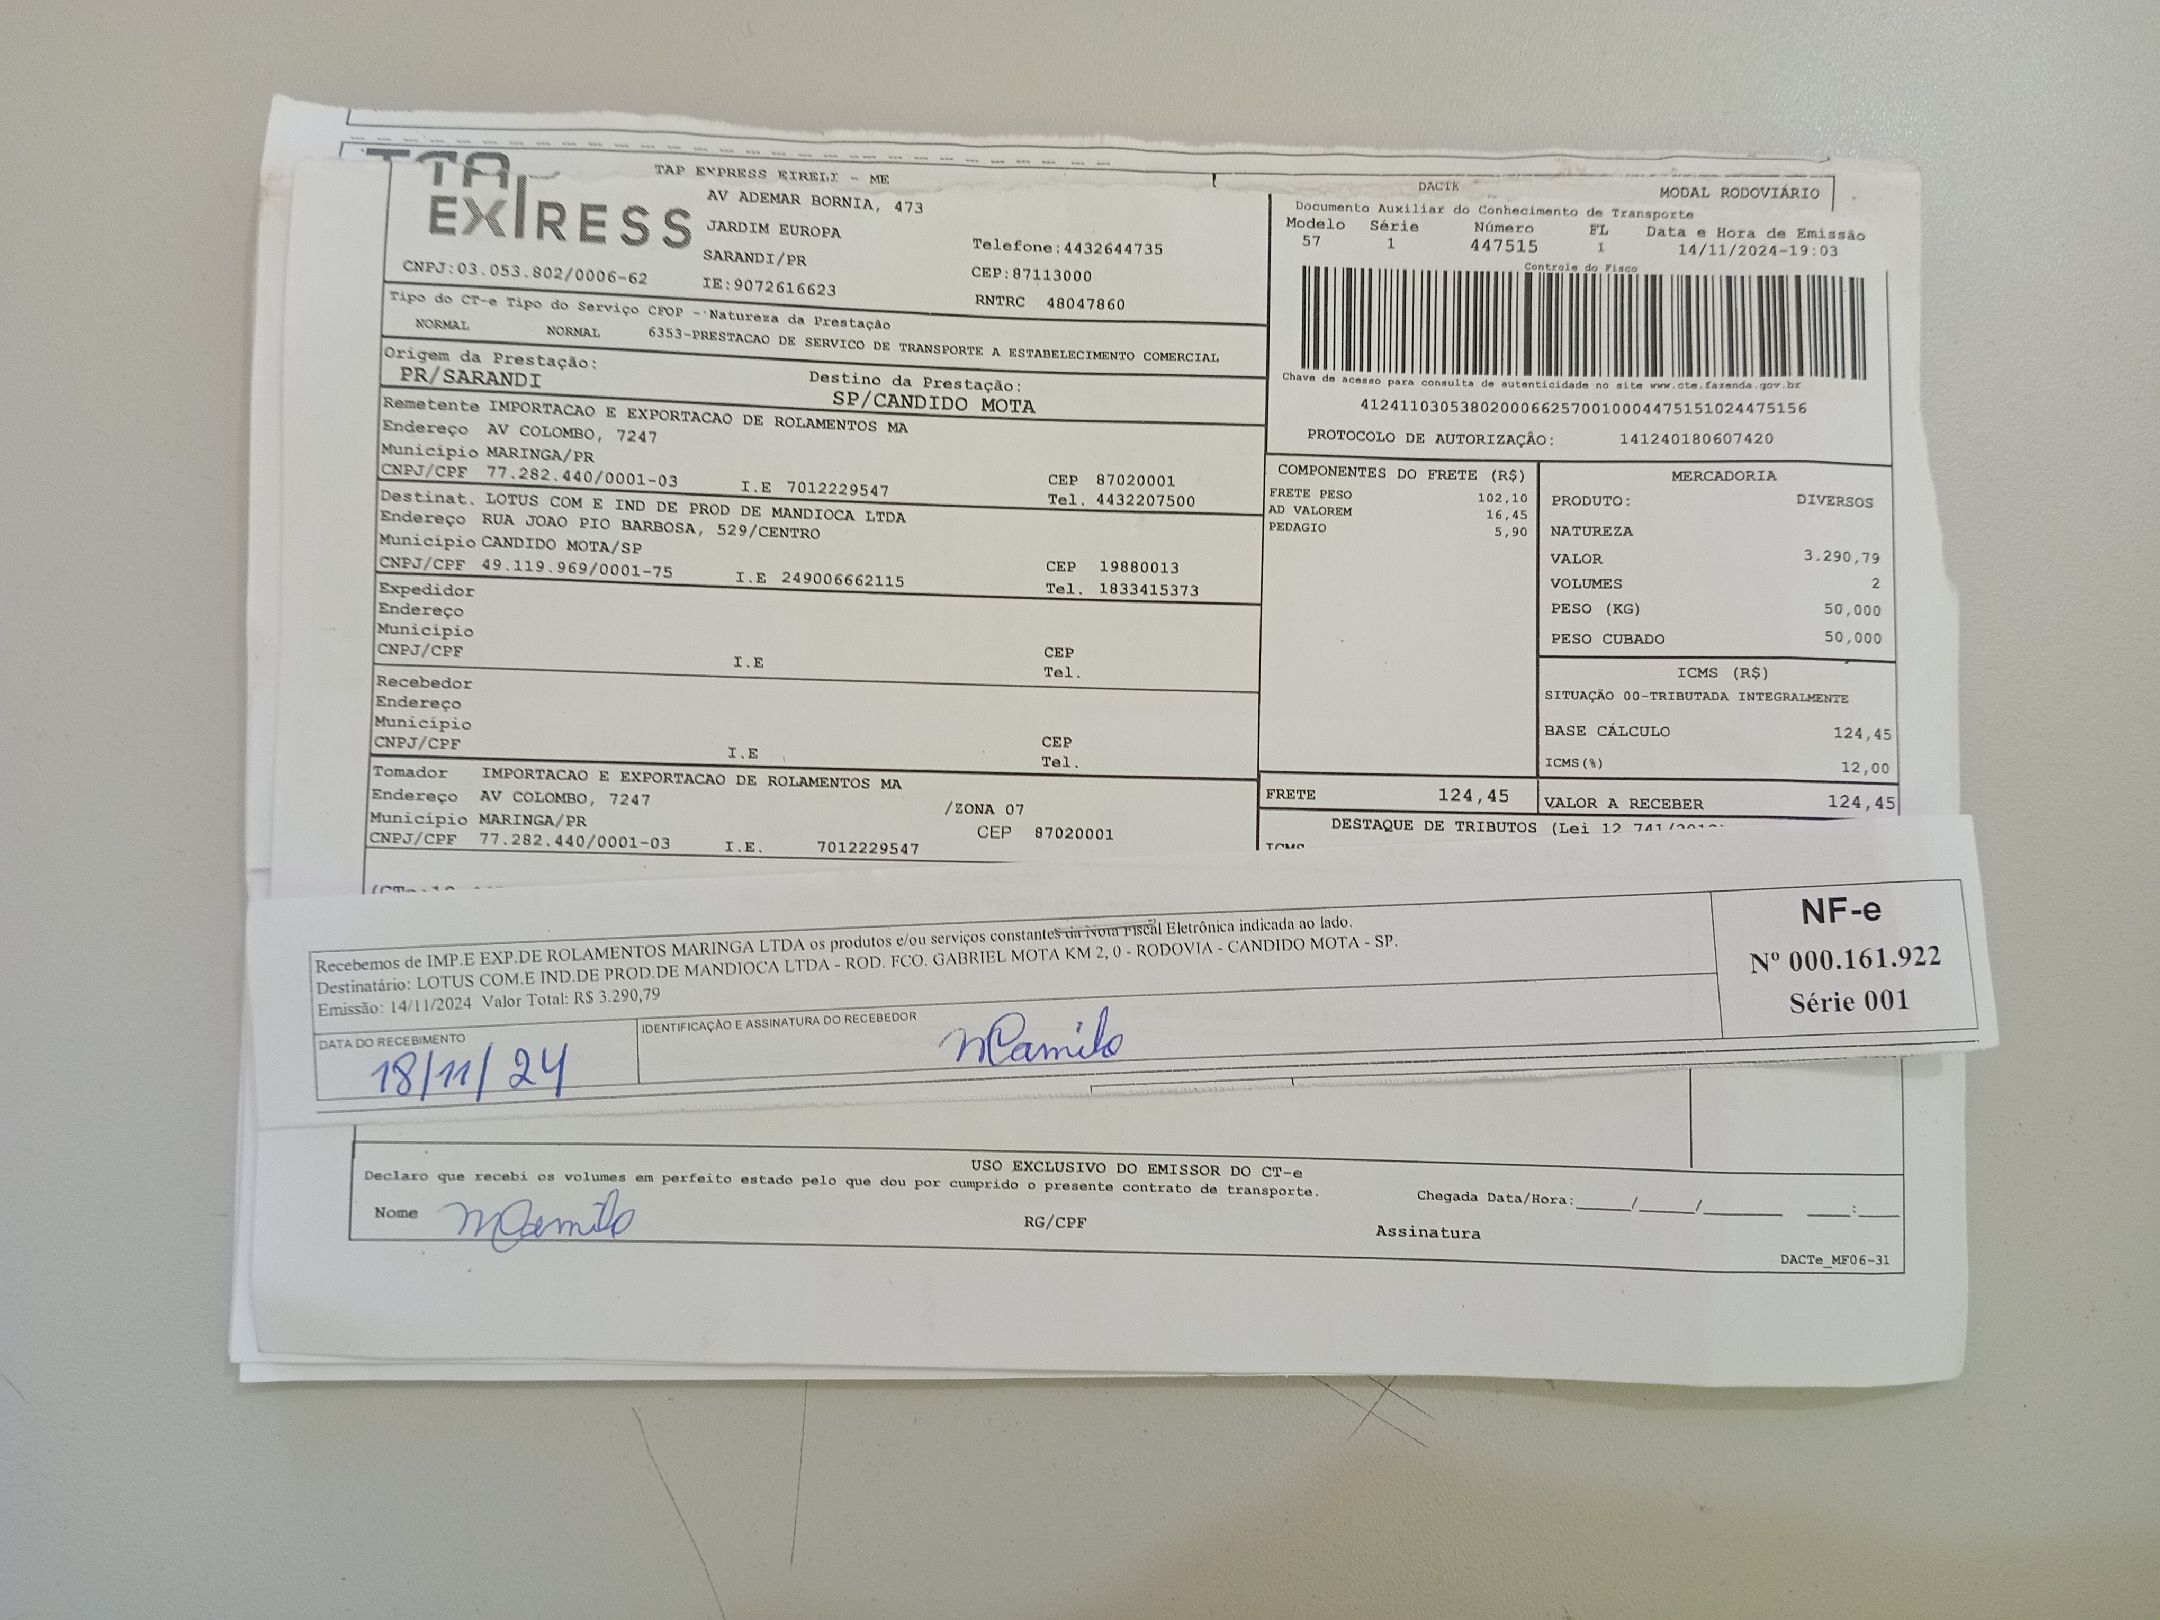 TAP EXPRESS EIRELI - ME
AV ADEMAR BORNIA, 473
JARDIM EUROPA
SARANDI/PR
Telefone:4432644735
CEP:87113000
CNPJ:03.053.802/0006-62
IE:9072616623
RNTRC 48047860
DACTE
MODAL RODOVIÁRIO
Documento Auxiliar do Conhecimento de Transporte
Modelo Série Número FL Data e Hora de Emissão
57 1 447515 1 14/11/2024-19:03
Controle do Fisco
Chave de acesso para consulta de autenticidade no site www.cte.fazenda.gov.br
41241103053802000662570010004475151024475156
PROTOCOLO DE AUTORIZAÇÃO: 141240180607420
Tipo do CT-e Tipo do Serviço CFOP - Natureza da Prestação
NORMAL NORMAL 6353-PRESTACAO DE SERVICO DE TRANSPORTE A ESTABELECIMENTO COMERCIAL
Origem da Prestação: Destino da Prestação:
PR/SARANDI SP/CANDIDO MOTA
Remetente IMPORTACAO E EXPORTACAO DE ROLAMENTOS MA
Endereço AV COLOMBO, 7247
Município MARINGA/PR CEP 87020001
CNPJ/CPF 77.282.440/0001-03 I.E 7012229547 Tel. 4432207500
Destinat. LOTUS COM E IND DE PROD DE MANDIOCA LTDA
Endereço RUA JOAO PIO BARBOSA, 529/CENTRO
Município CANDIDO MOTA/SP CEP 19880013
CNPJ/CPF 49.119.969/0001-75 I.E 249006662115 Tel. 1833415373
Expedidor
Endereço
Município CEP
CNPJ/CPF I.E Tel.
Recebedor
Endereço
Município CEP
CNPJ/CPF I.E Tel.
Tomador IMPORTACAO E EXPORTACAO DE ROLAMENTOS MA
Endereço AV COLOMBO, 7247 /ZONA 07
Município MARINGA/PR CEP 87020001
CNPJ/CPF 77.282.440/0001-03 I.E. 7012229547
COMPONENTES DO FRETE (R$)
FRETE PESO 102,10
AD VALOREM 16,45
PEDAGIO 5,90
FRETE 124,45
MERCADORIA
PRODUTO: DIVERSOS
NATUREZA
VALOR 3.290,79
VOLUMES 2
PESO (KG) 50,000
PESO CUBADO 50,000
ICMS (R$)
SITUAÇÃO 00-TRIBUTADA INTEGRALMENTE
BASE CÁLCULO 124,45
ICMS(%) 12,00
VALOR A RECEBER 124,45
DESTAQUE DE TRIBUTOS (Lei 12
Recebemos de IMP.E EXP.DE ROLAMENTOS MARINGA LTDA os produtos e/ou serviços constantes da Nota Fiscal Eletrônica indicada ao lado.
Destinatário: LOTUS COM.E IND.DE PROD.DE MANDIOCA LTDA - ROD. FCO. GABRIEL MOTA KM 2, 0 - RODOVIA - CANDIDO MOTA - SP.
Emissão: 14/11/2024 Valor Total: R$ 3.290,79
DATA DO RECEBIMENTO IDENTIFICAÇÃO E ASSINATURA DO RECEBEDOR
18/11/24 MCamilo
NF-e
Nº 000.161.922
Série 001
USO EXCLUSIVO DO EMISSOR DO CT-e
Declaro que recebi os volumes em perfeito estado pelo que dou por cumprido o presente contrato de transporte.
Chegada Data/Hora:____/____/______ ___:___
Nome MCamilo RG/CPF Assinatura
DACTe_MF06-31